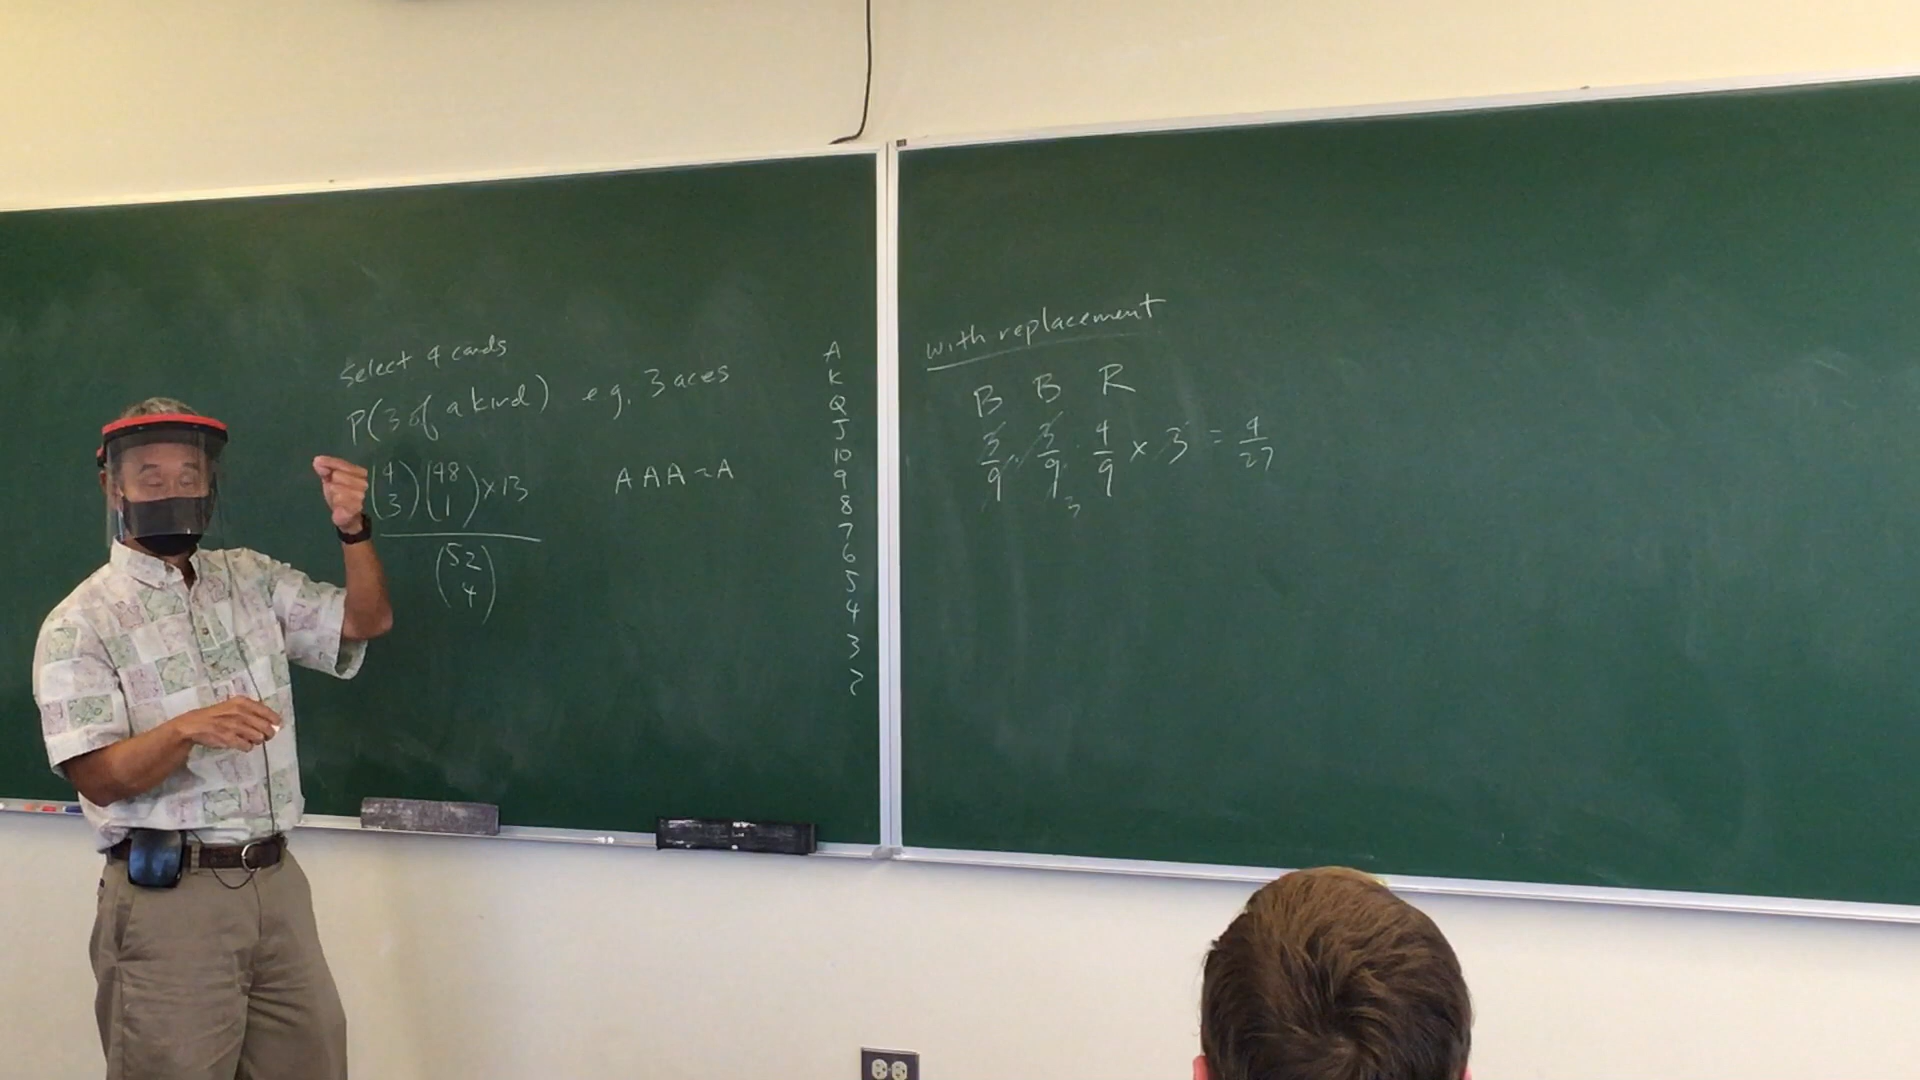 Select 4 cards
P(3 of a kind) e.g. 3 aces
(4 3)(48 1)×13
(52 4)
AAA~A
A
K
Q
J
10
9
8
7
6
5
4
3
2
with replacement
B B R
3/9 · 3/9 · 4/9 × 3 = 4/27
3